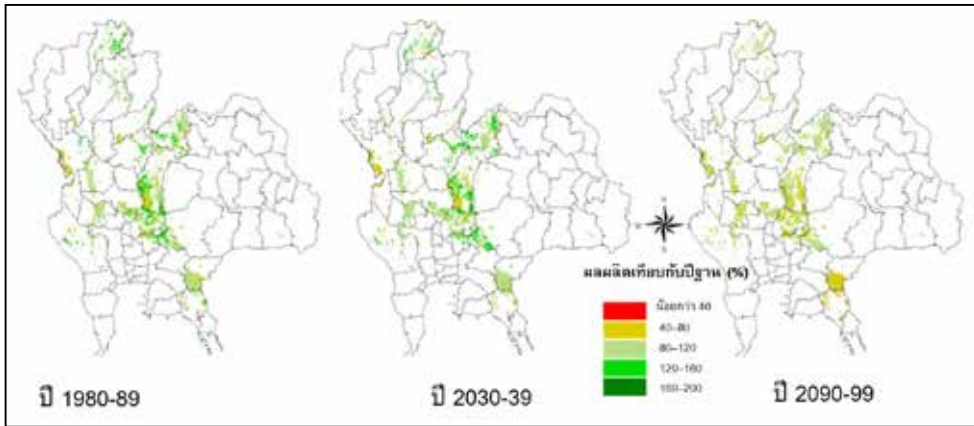 ผลผลิตเทียบกับปีฐาน (%)
น้อยกว่า 40
40-80
80-120
120-160
160-200
ปี 1980-89
ปี 2030-39
ปี 2090-99